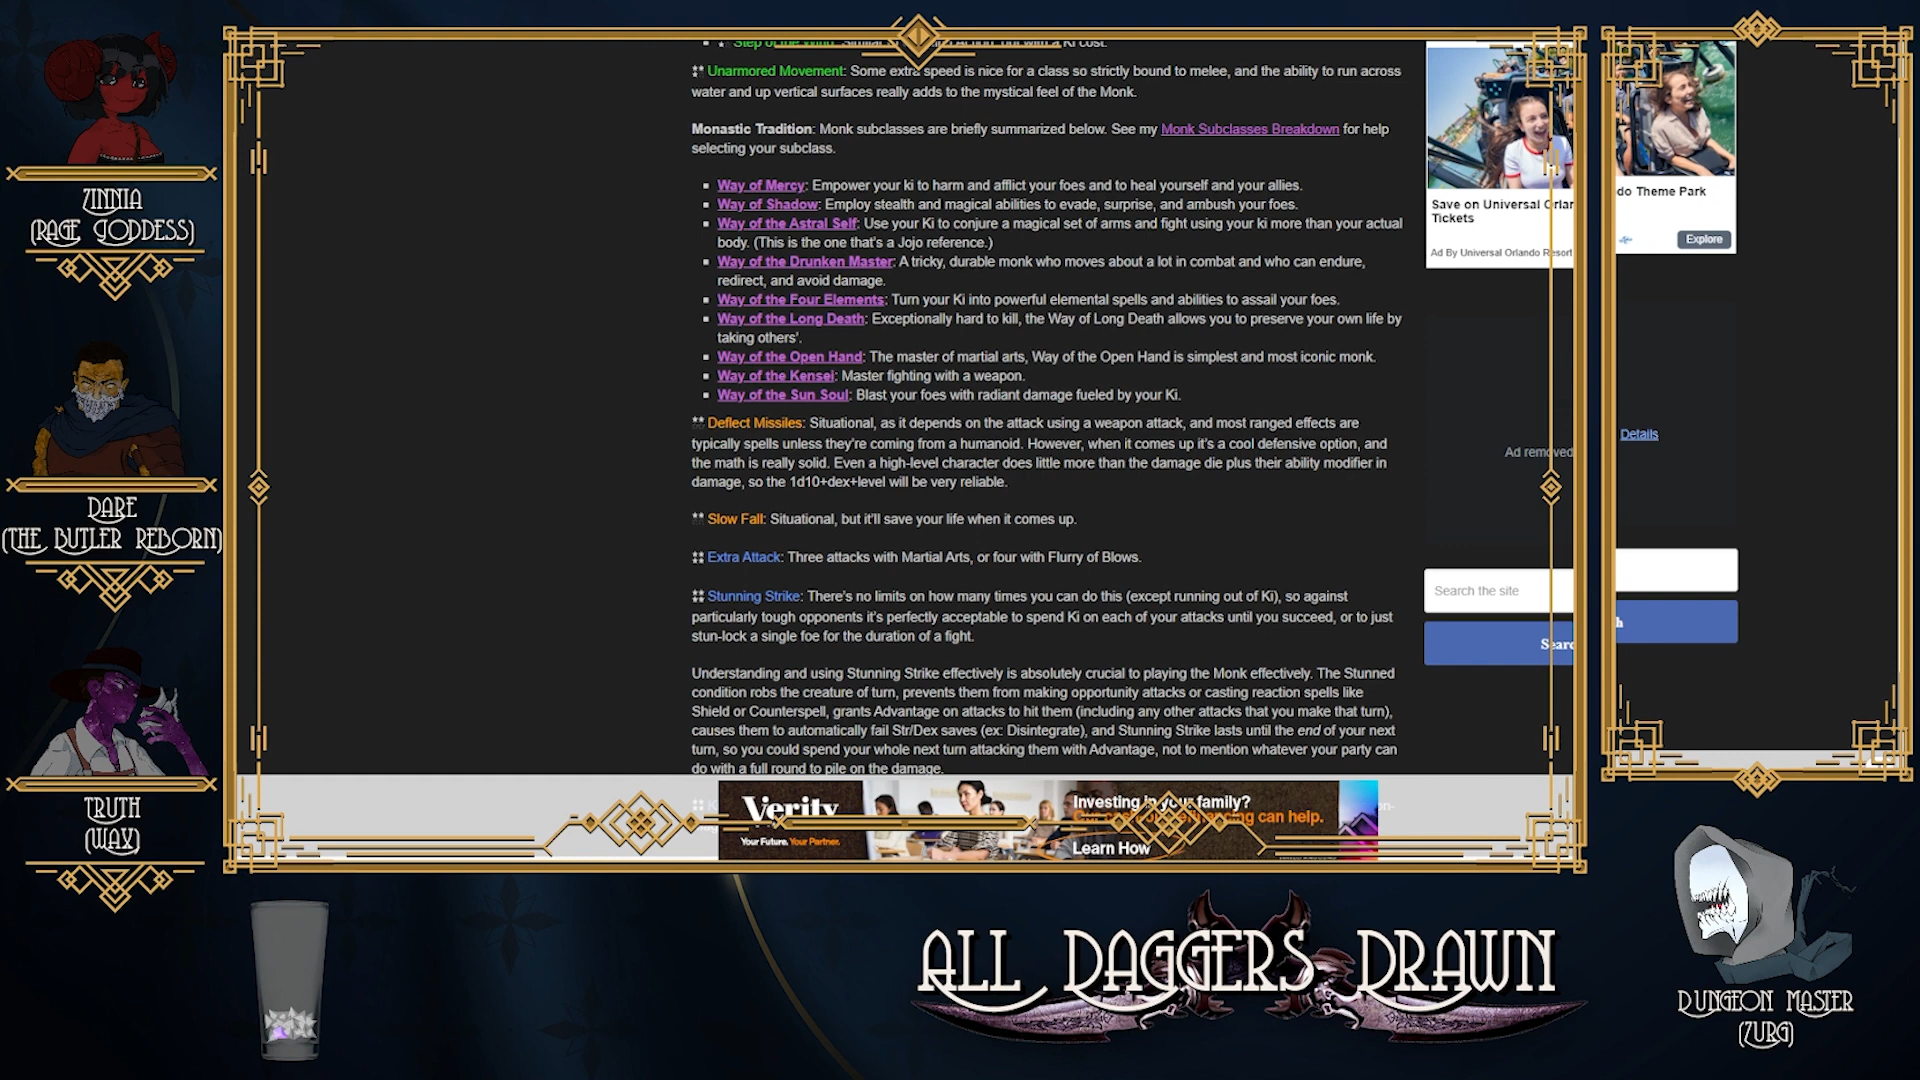 ZINNIA
(RAGE GODDESS)
DARE
(THE BUTLER REBORN)
TRUTH
(WAX)
Unarmored Movement: Some extra speed is nice for a class so strictly bound to melee, and the ability to run across
water and up vertical surfaces really adds to the mystical feel of the Monk.
Monastic Tradition: Monk subclasses are briefly summarized below. See my Monk Subclasses Breakdown for help
selecting your subclass.
Way of Mercy: Empower your ki to harm and afflict your foes and to heal yourself and your allies.
Way of Shadow: Employ stealth and magical abilities to evade, surprise, and ambush your foes.
Way of the Astral Self: Use your Ki to conjure a magical set of arms and fight using your ki more than your actual
body. (This is the one that's a Jojo reference.)
Way of the Drunken Master: A tricky, durable monk who moves about a lot in combat and who can endure,
redirect, and avoid damage.
Way of the Four Elements: Turn your Ki into powerful elemental spells and abilities to assail your foes.
Way of the Long Death: Exceptionally hard to kill, the Way of Long Death allows you to preserve your own life by
taking others'.
Way of the Open Hand: The master of martial arts, Way of the Open Hand is simplest and most iconic monk.
Way of the Kensei: Master fighting with a weapon.
Way of the Sun Soul: Blast your foes with radiant damage fueled by your Ki.
Deflect Missiles: Situational, as it depends on the attack using a weapon attack, and most ranged effects are
typically spells unless they're coming from a humanoid. However, when it comes up it's a cool defensive option, and
the math is really solid. Even a high-level character does little more than the damage die plus their ability modifier in
damage, so the 1d10+dex+level will be very reliable.
Slow Fall: Situational, but it'll save your life when it comes up.
Extra Attack: Three attacks with Martial Arts, or four with Flurry of Blows.
Stunning Strike: There's no limits on how many times you can do this (except running out of Ki), so against
particularly tough opponents it's perfectly acceptable to spend Ki on each of your attacks until you succeed, or to just
stun-lock a single foe for the duration of a fight.
Understanding and using Stunning Strike effectively is absolutely crucial to playing the Monk effectively. The Stunned
condition robs the creature of turn, prevents them from making opportunity attacks or casting reaction spells like
Shield or Counterspell, grants Advantage on attacks to hit them (including any other attacks that you make that turn),
causes them to automatically fail Str/Dex saves (ex: Disintegrate), and Stunning Strike lasts until the end of your next
turn, so you could spend your whole next turn attacking them with Advantage, not to mention whatever your party can
do with a full round to pile on the damage.
Verity
Your Future. Your Partner.
Investing in your family?
can help.
Learn How
Save on Universal Orlan
Tickets
Ad By Universal Orlando Resort
Ad removed
Search the site
Searc
do Theme Park
Explore
Details
h
ALL DAGGERS DRAWN
DUNGEON MASTER
(ZURG)